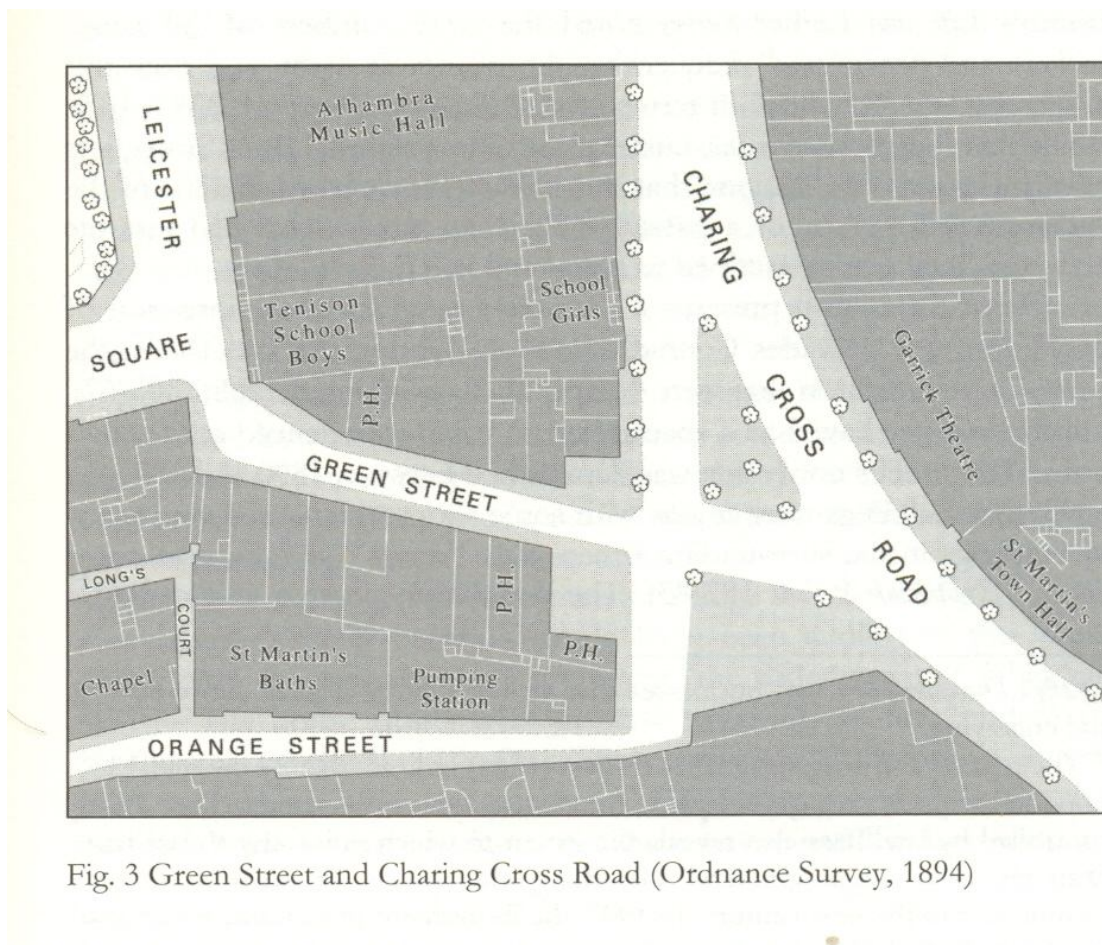 LEICESTER
SQUARE
Alhambra
Music Hall
Tenison
School
Boys
School
Girls
P.H.
CHARING
CROSS
ROAD
Garrick Theatre
St Martin's
Town Hall
GREEN STREET
LONG'S
COURT
P.H.
P.H.
Chapel
St Martin's
Baths
Pumping
Station
ORANGE STREET
Fig. 3 Green Street and Charing Cross Road (Ordnance Survey, 1894)